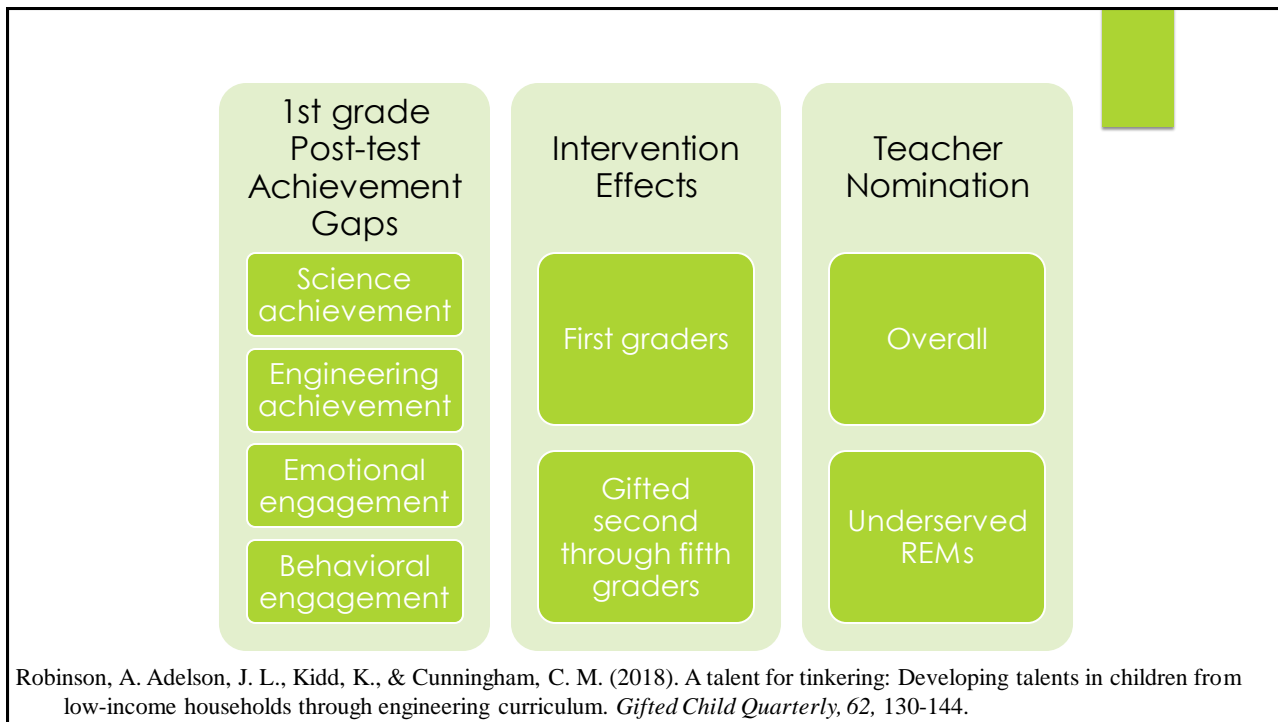 1st grade
Post-test
Achievement
Gaps
Science
achievement
Engineering
achievement
Emotional
engagement
Behavioral
engagement
Intervention
Effects
First graders
Gifted
second
through fifth
graders
Teacher
Nomination
Overall
Underserved
REMs
Robinson, A. Adelson, J. L., Kidd, K., & Cunningham, C. M. (2018). A talent for tinkering: Developing talents in children from
low-income households through engineering curriculum. Gifted Child Quarterly, 62, 130-144.